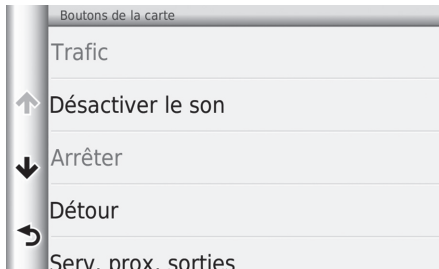 Boutons de la carte
Trafic
Désactiver le son
Arrêter
Détour
Serv. prox. sorties